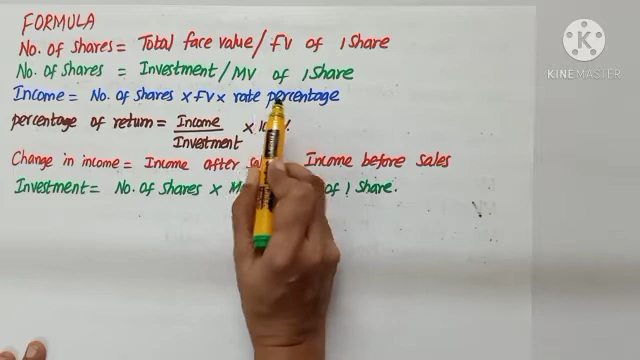 FORMULA
No. of shares = Total face value / FV of 1 Share
No. of shares = Investment / MV of 1 Share
Income = No. of shares × FV × rate percentage
percentage of return = Income / Investment ×
Change in income = Income after Income before sales
Investment = No. of shares × of 1 Share.
K
KINEMASTER